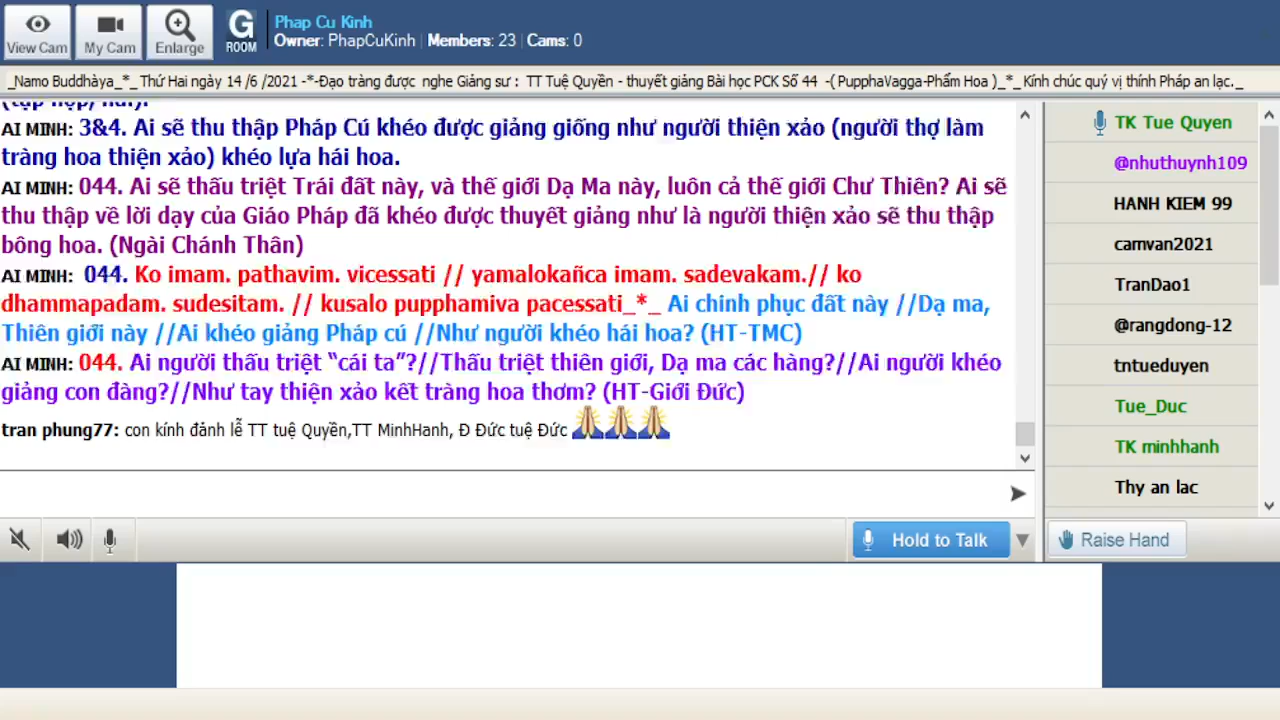 Phap Cu Kinh
Owner: PhapCuKinh | Members: 23 | Cams: 0
View Cam
My Cam
Enlarge
G
ROOM
_Namo Buddhàya_*_ Thứ Hai ngày 14 /6 /2021 -*-Đạo tràng được nghe Giảng sư : TT Tuệ Quyền - thuyết giảng Bài học PCK Số 44 -( PupphaVagga-Phẩm Hoa )_*_ Kính chúc quý vị thính Pháp an lạc._
AI MINH: 3&4. Ai sẽ thu thập Pháp Cú khéo được giảng giống như người thiện xảo (người thợ làm
tràng hoa thiện xảo) khéo lựa hái hoa.
AI MINH: 044. Ai sẽ thấu triệt Trái đất này, và thế giới Dạ Ma này, luôn cả thế giới Chư Thiên? Ai sẽ
thu thập về lời dạy của Giáo Pháp đã khéo được thuyết giảng như là người thiện xảo sẽ thu thập
bông hoa. (Ngài Chánh Thân)
AI MINH: 044. Ko imam. pathavim. vicessati // yamalokañca imam. sadevakam.// ko
dhammapadam. sudesitam. // kusalo pupphamiva pacessati_*_ Ai chinh phục đất này //Dạ ma,
Thiên giới này //Ai khéo giảng Pháp cú //Như người khéo hái hoa? (HT-TMC)
AI MINH: 044. Ai người thấu triệt “cái ta”?//Thấu triệt thiên giới, Dạ ma các hàng?//Ai người khéo
giảng con đàng?//Như tay thiện xảo kết tràng hoa thơm? (HT-Giới Đức)
tran phung77: con kính đảnh lễ TT tuệ Quyền,TT MinhHanh, Đ Đức tuệ Đức
TK Tue Quyen
@nhuthuynh109
HANH KIEM 99
camvan2021
TranDao1
@rangdong-12
tntueduyen
Tue_Duc
TK minhhanh
Thy an lac
Hold to Talk
Raise Hand